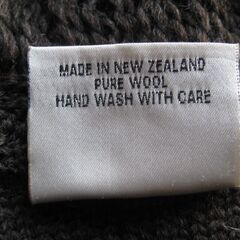 MADE IN NEW ZEALAND
PURE WOOL
HAND WASH WITH CARE